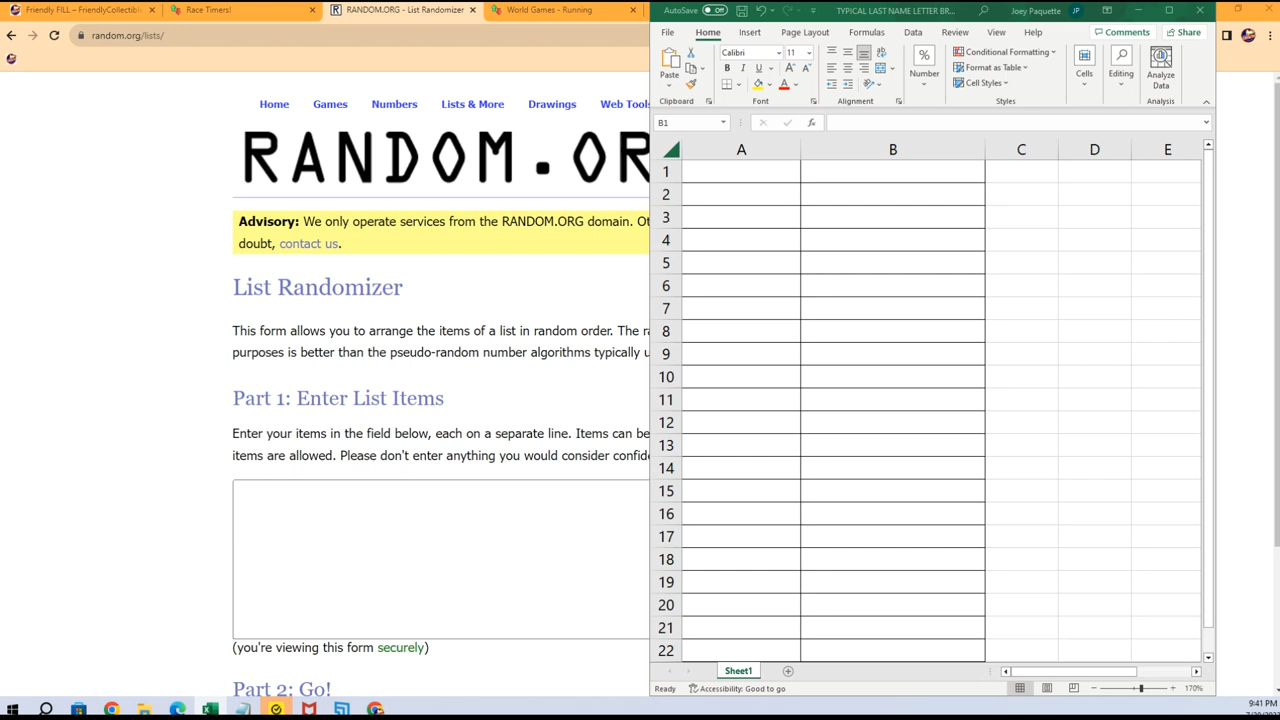 Friendly FILL – FriendlyCollectibl
Race Timers!
RANDOM.ORG - List Randomizer
World Games - Running
random.org/lists/
Home Games Numbers Lists & More Drawings Web Tools
RANDOM.OR
Advisory: We only operate services from the RANDOM.ORG domain. Ot
doubt, contact us.
List Randomizer
This form allows you to arrange the items of a list in random order. The ra
purposes is better than the pseudo-random number algorithms typically u
Part 1: Enter List Items
Enter your items in the field below, each on a separate line. Items can be
items are allowed. Please don't enter anything you would consider confid
(you're viewing this form securely)
Part 2: Go!
AutoSave Off TYPICAL LAST NAME LETTER BR... Joey Paquette JP
File Home Insert Page Layout Formulas Data Review View Help Comments Share
Paste
Calibri 11
B I U A A
Number
Conditional Formatting
Format as Table
Cell Styles
Cells
Editing
Analyze
Data
Clipboard Font Alignment Styles Analysis
B1 fx
A B C D E
1
2
3
4
5
6
7
8
9
10
11
12
13
14
15
16
17
18
19
20
21
22
Sheet1
Ready Accessibility: Good to go 170%
9:41 PM